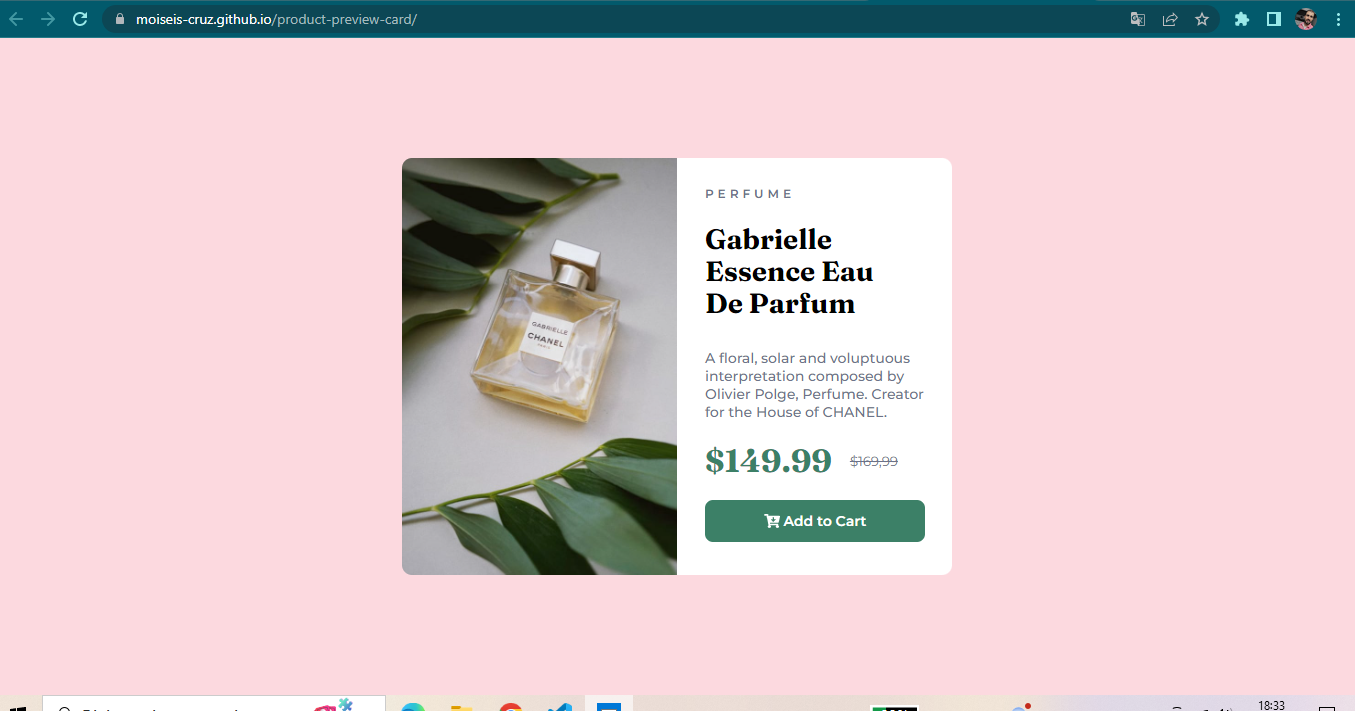 moiseis-cruz.github.io/product-preview-card/
PERFUME
Gabrielle
Essence Eau
De Parfum
GABRIELLE
CHANEL
PARIS
A floral, solar and voluptuous
interpretation composed by
Olivier Polge, Perfume. Creator
for the House of CHANEL.
$149.99 $169,99
Add to Cart
18:33